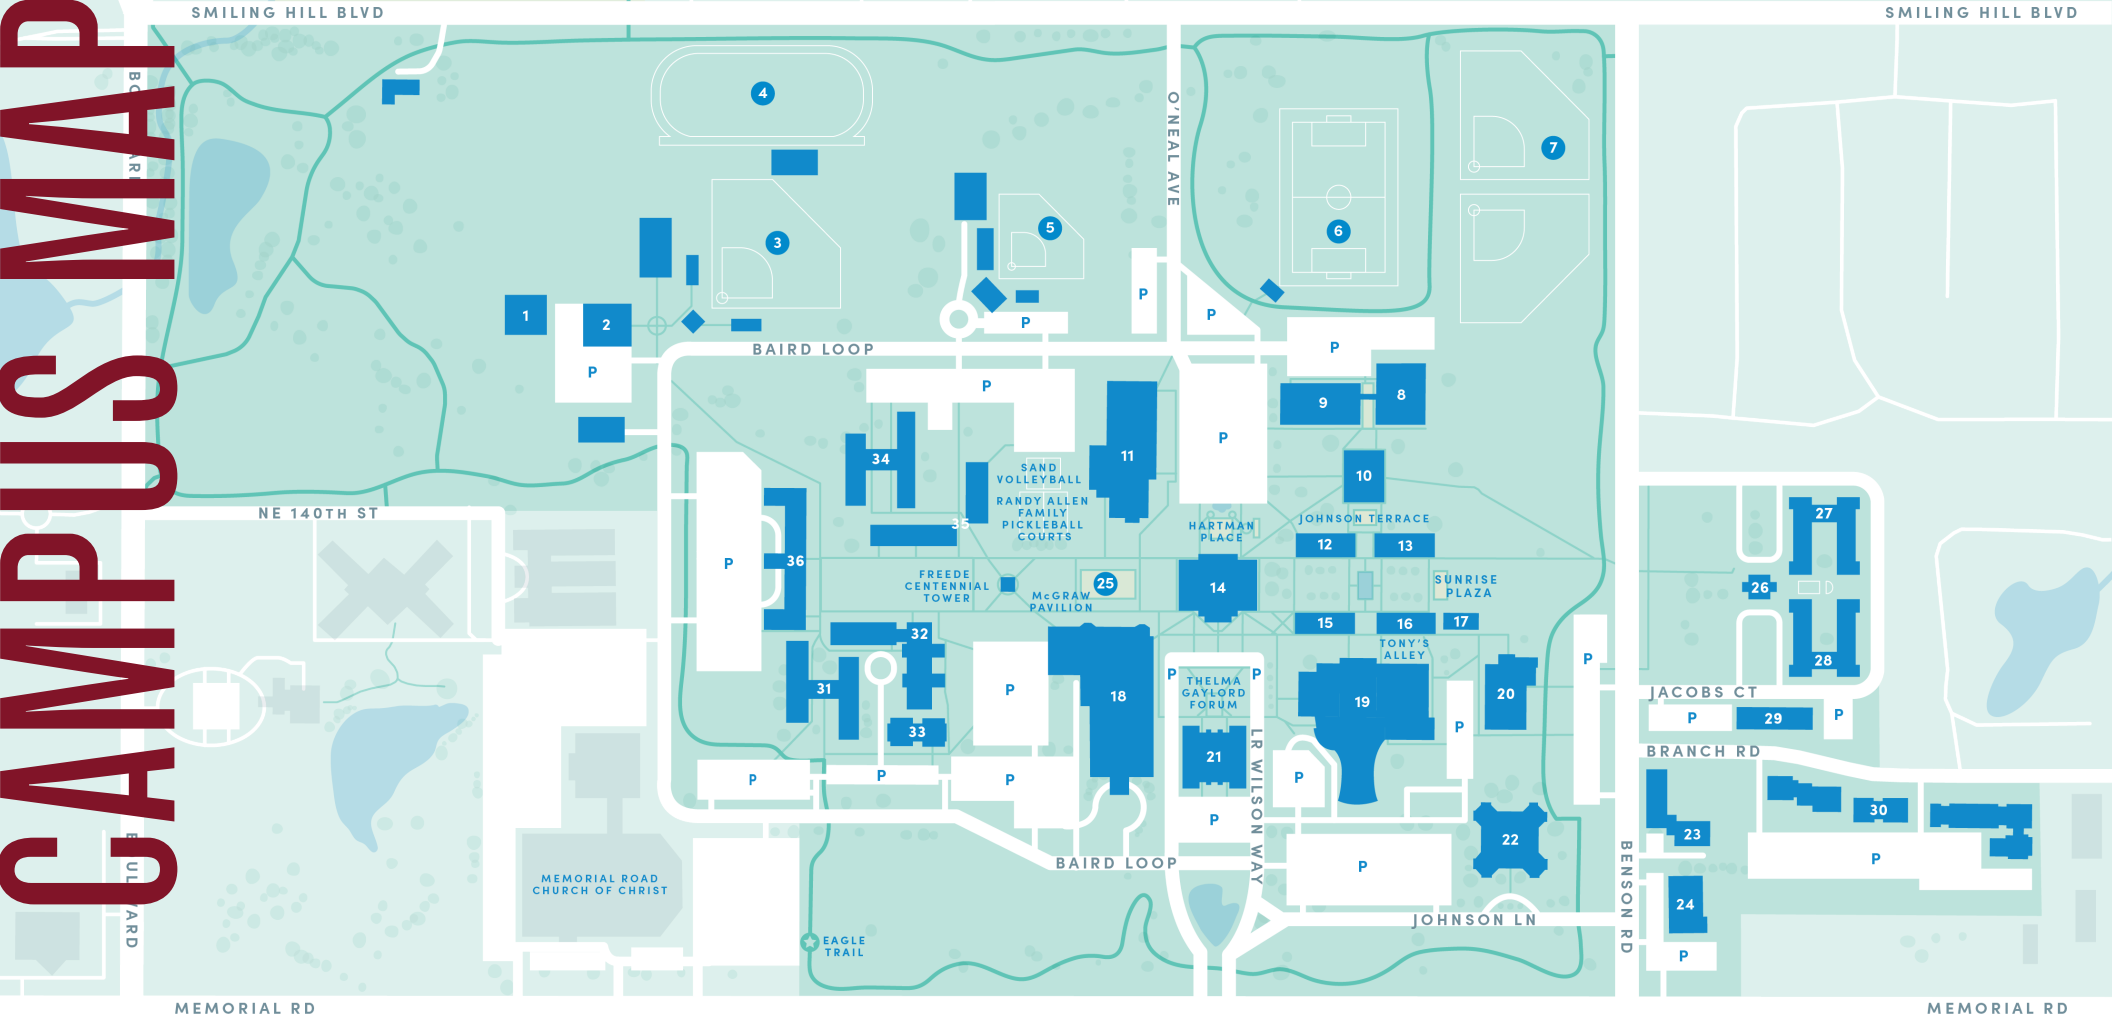 CAMPUS MAP
SMILING HILL BLVD
SMILING HILL BLVD
BOULEVARD
4
O'NEAL AVE
7
5
6
3
1
2
P
P
P
P
BAIRD LOOP
P
P
P
9
8
P
11
34
10
SAND
VOLLEYBALL
RANDY ALLEN
FAMILY
PICKLEBALL
COURTS
35
HARTMAN
PLACE
JOHNSON TERRACE
NE 140TH ST
27
12
13
P
36
FREEDE
CENTENNIAL
TOWER
25
McGRAW
PAVILION
14
SUNRISE
PLAZA
26
15
16
17
32
TONY'S
ALLEY
P
28
31
P
18
P
P
THELMA
GAYLORD
FORUM
19
20
JACOBS CT
P
29
P
33
P
LR WILSON WAY
21
BRANCH RD
P
P
P
P
P
30
23
22
P
BENSON RD
BAIRD LOOP
P
P
MEMORIAL ROAD
CHURCH OF CHRIST
24
JOHNSON LN
EAGLE
TRAIL
P
MEMORIAL RD
MEMORIAL RD